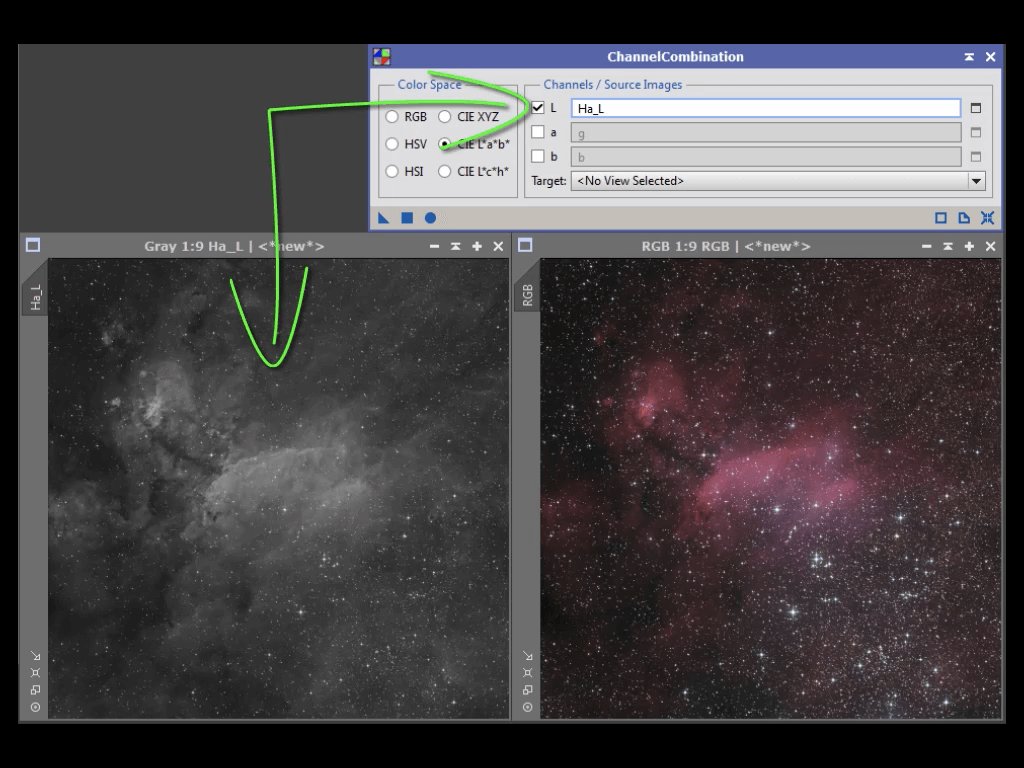 ChannelCombination
Color Space
RGB CIE XYZ
HSV CIE L*a*b*
HSI CIE L*c*h*
Channels / Source Images
L Ha_L
a g
b b
Target: <No View Selected>
Gray 1:9 Ha_L | <*new*>
Ha_L
RGB 1:9 RGB | <*new*>
RGB